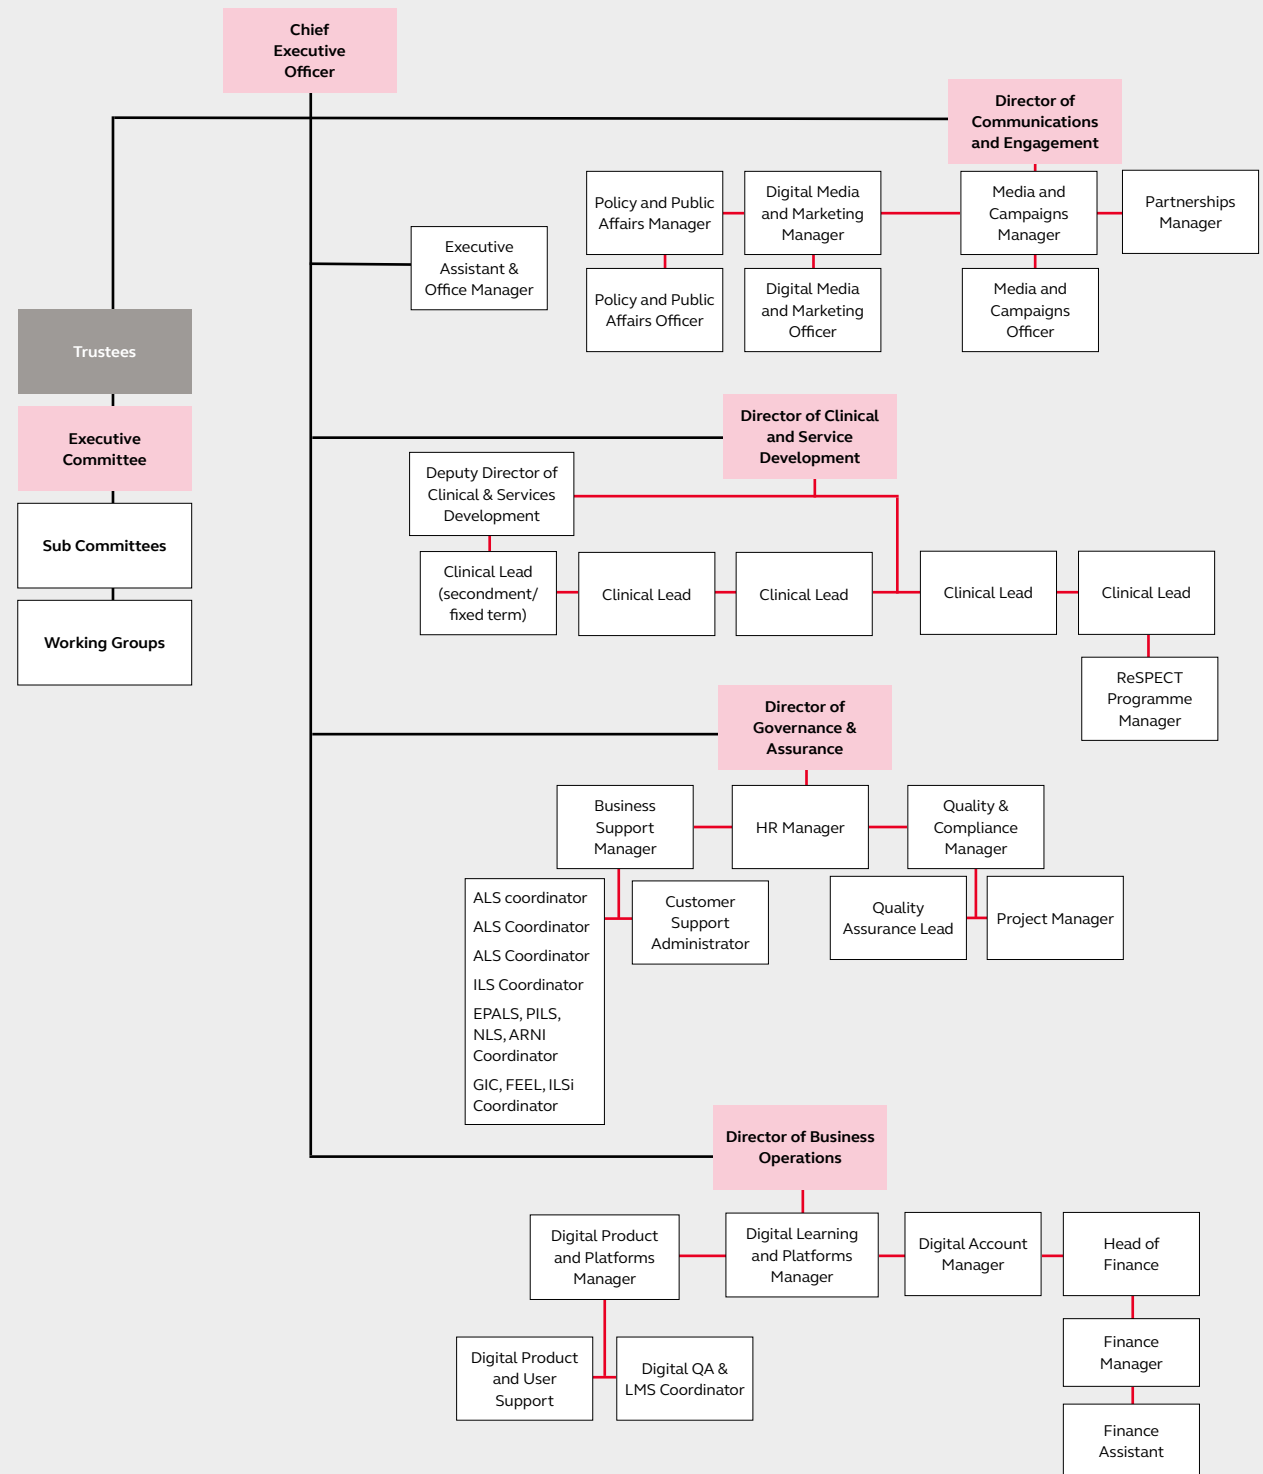 Chief
Executive
Officer
Director of
Communications
and Engagement
Policy and Public
Affairs Manager
Digital Media
and Marketing
Manager
Media and
Campaigns
Manager
Partnerships
Manager
Executive
Assistant &
Office Manager
Policy and Public
Affairs Officer
Digital Media
and Marketing
Officer
Media and
Campaigns
Officer
Trustees
Executive
Committee
Sub Committees
Working Groups
Director of Clinical
and Service
Development
Deputy Director of
Clinical & Services
Development
Clinical Lead
(secondment/
fixed term)
Clinical Lead
Clinical Lead
Clinical Lead
Clinical Lead
ReSPECT
Programme
Manager
Director of
Governance &
Assurance
Business
Support
Manager
HR Manager
Quality &
Compliance
Manager
ALS coordinator
ALS Coordinator
ALS Coordinator
ILS Coordinator
EPALS, PILS,
NLS, ARNI
Coordinator
GIC, FEEL, ILSi
Coordinator
Customer
Support
Administrator
Quality
Assurance Lead
Project Manager
Director of Business
Operations
Digital Product
and Platforms
Manager
Digital Learning
and Platforms
Manager
Digital Account
Manager
Head of
Finance
Digital Product
and User
Support
Digital QA &
LMS Coordinator
Finance
Manager
Finance
Assistant